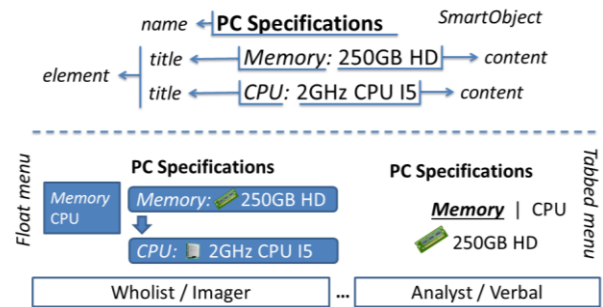 name PC Specifications SmartObject
title Memory: 250GB HD content
element
title CPU: 2GHz CPU I5 content
Float menu
PC Specifications
Memory
CPU
Memory: 250GB HD
CPU: 2GHz CPU I5
PC Specifications
Memory | CPU
250GB HD
Tabbed menu
Wholist / Imager ... Analyst / Verbal